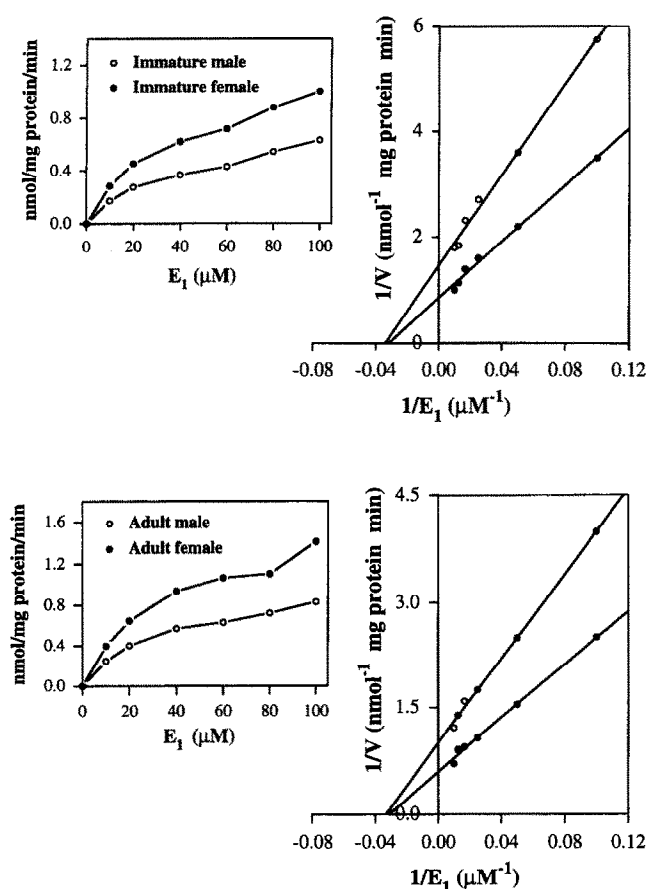 nmol/mg protein/min
1.2
0.8
0.4
0.0
Immature male
Immature female
0 20 40 60 80 100
E1 (μM)
1/V (nmol-1 mg protein min)
6
4
2
0
-0.08 -0.04 0.00 0.04 0.08 0.12
1/E1 (μM-1)
nmol/mg protein/min
1.6
1.2
0.8
0.4
0.0
Adult male
Adult female
0 20 40 60 80 100
E1 (μM)
1/V (nmol-1 mg protein min)
4.5
3.0
1.5
0.0
-0.08 -0.04 0.00 0.04 0.08 0.12
1/E1 (μM-1)